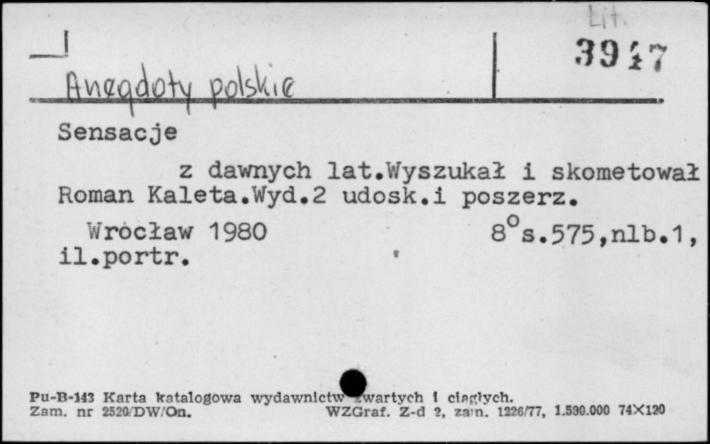 Lit.
3947
Anegdoty polskie
Sensacje
z dawnych lat.Wyszukał i skometował
Roman Kaleta.Wyd.2 udosk.i poszerz.
Wrocław 1980 8°s.575,nlb.1,
il.portr.
Pu-B-143 Karta katalogowa wydawnictw zwartych i ciągłych.
Zam. nr 2520/DW/On. WZGraf. Z-d 2, zam. 1226/77, 1.590.000 74×120